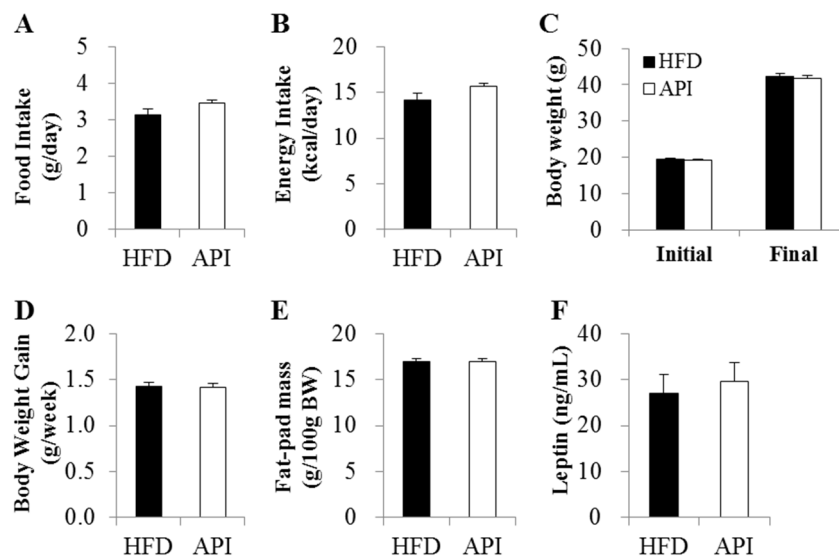 A
Food Intake
(g/day)
5
4
3
2
1
0
HFD API
B
Energy Intake
(kcal/day)
20
15
10
5
0
HFD API
C
Body weight (g)
50
40
30
20
10
0
HFD
API
Initial Final
D
Body Weight Gain
(g/week)
2.0
1.5
1.0
0.5
0.0
HFD API
E
Fat-pad mass
(g/100g BW)
20
15
10
5
0
HFD API
F
Leptin (ng/mL)
40
30
20
10
0
HFD API